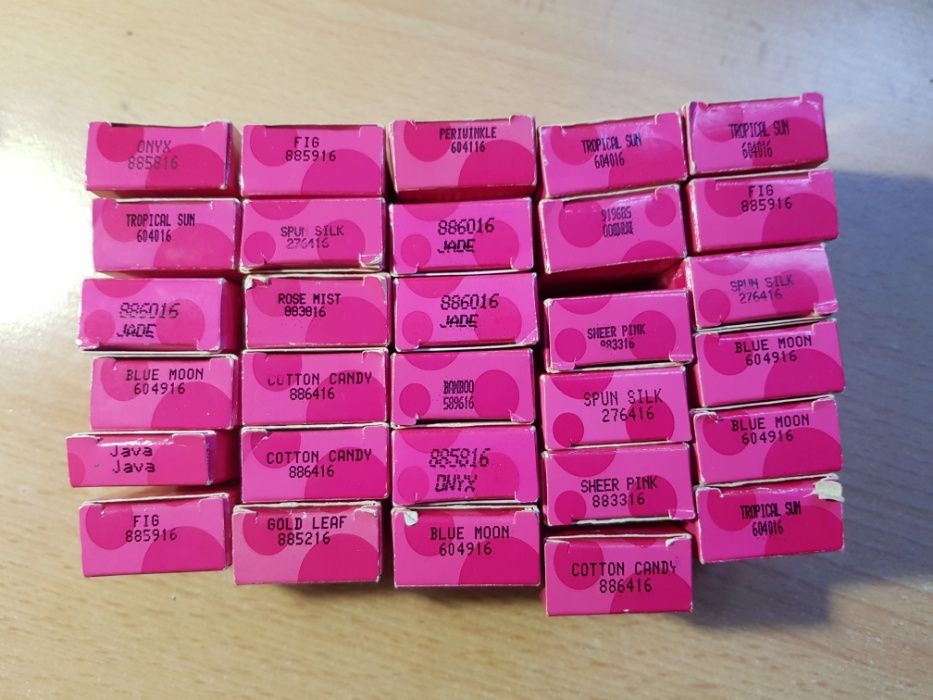 ONYX
885816
FIG
885916
PERIWINKLE
604116
TROPICAL SUN
604016
TROPICAL SUN
604016
TROPICAL SUN
604016
SPUN SILK
276416
886016
JADE
FIG
885916
886016
JADE
ROSE MIST
883816
886016
JADE
SHEER PINK
883316
SPUN SILK
276416
BLUE MOON
604916
COTTON CANDY
886416
BAMBOO
589616
SPUN SILK
276416
BLUE MOON
604916
Java
Java
COTTON CANDY
886416
885816
ONYX
SHEER PINK
883316
BLUE MOON
604916
FIG
885916
GOLD LEAF
885216
BLUE MOON
604916
COTTON CANDY
886416
TROPICAL SUN
604016